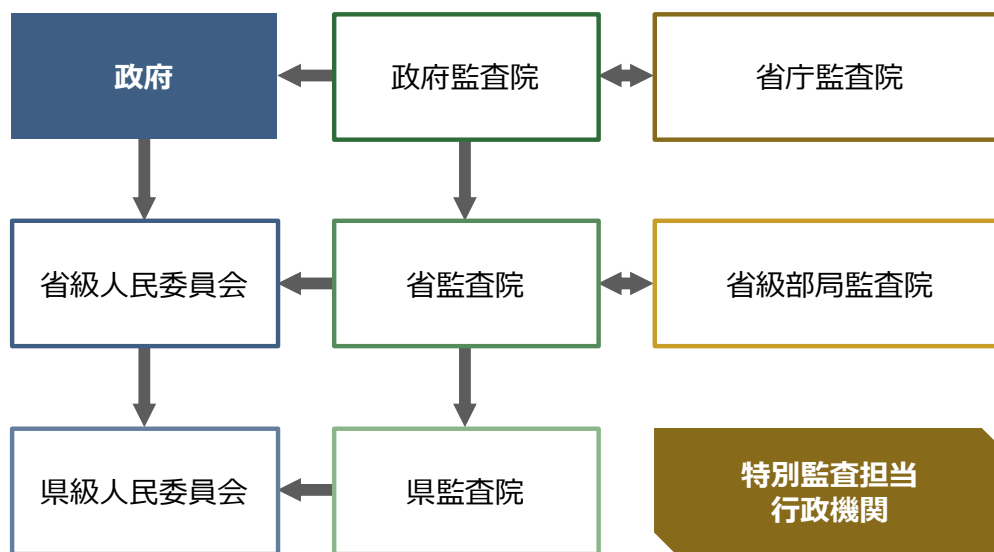 政府
政府監査院
省庁監査院
省級人民委員会
省監査院
省級部局監査院
県級人民委員会
県監査院
特別監査担当
行政機関